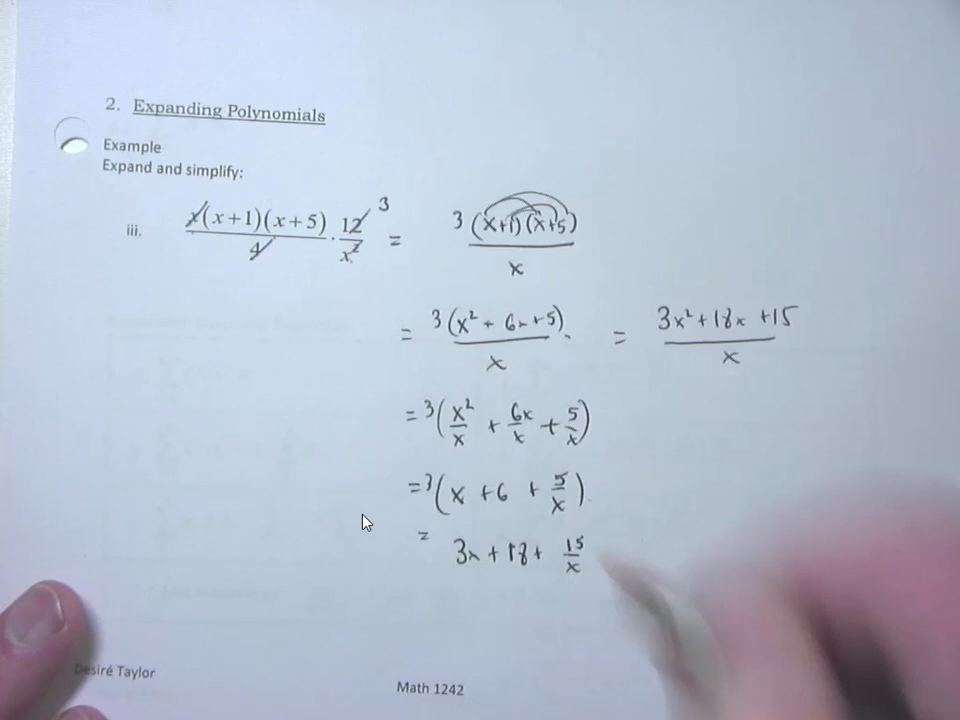 2. Expanding Polynomials
Example
Expand and simplify:
iii. x(x+1)(x+5)/4 · 12/x² 3 = 3(x+1)(x+5)/x
= 3(x²+6x+5)/x = 3x²+18x+15/x
= 3(x²/x + 6x/x + 5/x)
= 3(x + 6 + 5/x)
= 3x + 18 + 15/x
Desiré Taylor
Math 1242